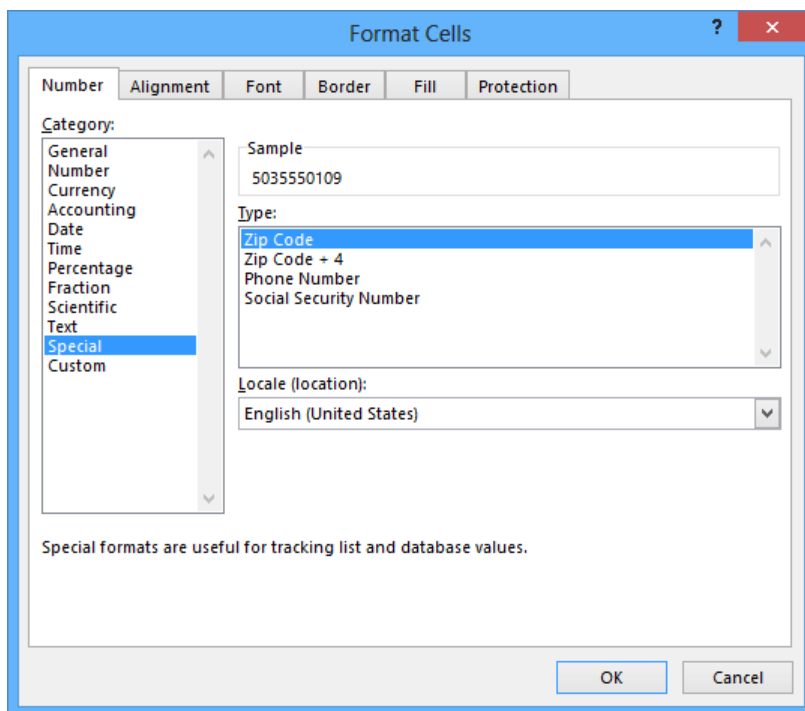 Format Cells
?
×
Number Alignment Font Border Fill Protection
Category:
General
Number
Currency
Accounting
Date
Time
Percentage
Fraction
Scientific
Text
Special
Custom
Sample
5035550109
Type:
Zip Code
Zip Code + 4
Phone Number
Social Security Number
Locale (location):
English (United States)
Special formats are useful for tracking list and database values.
OK Cancel